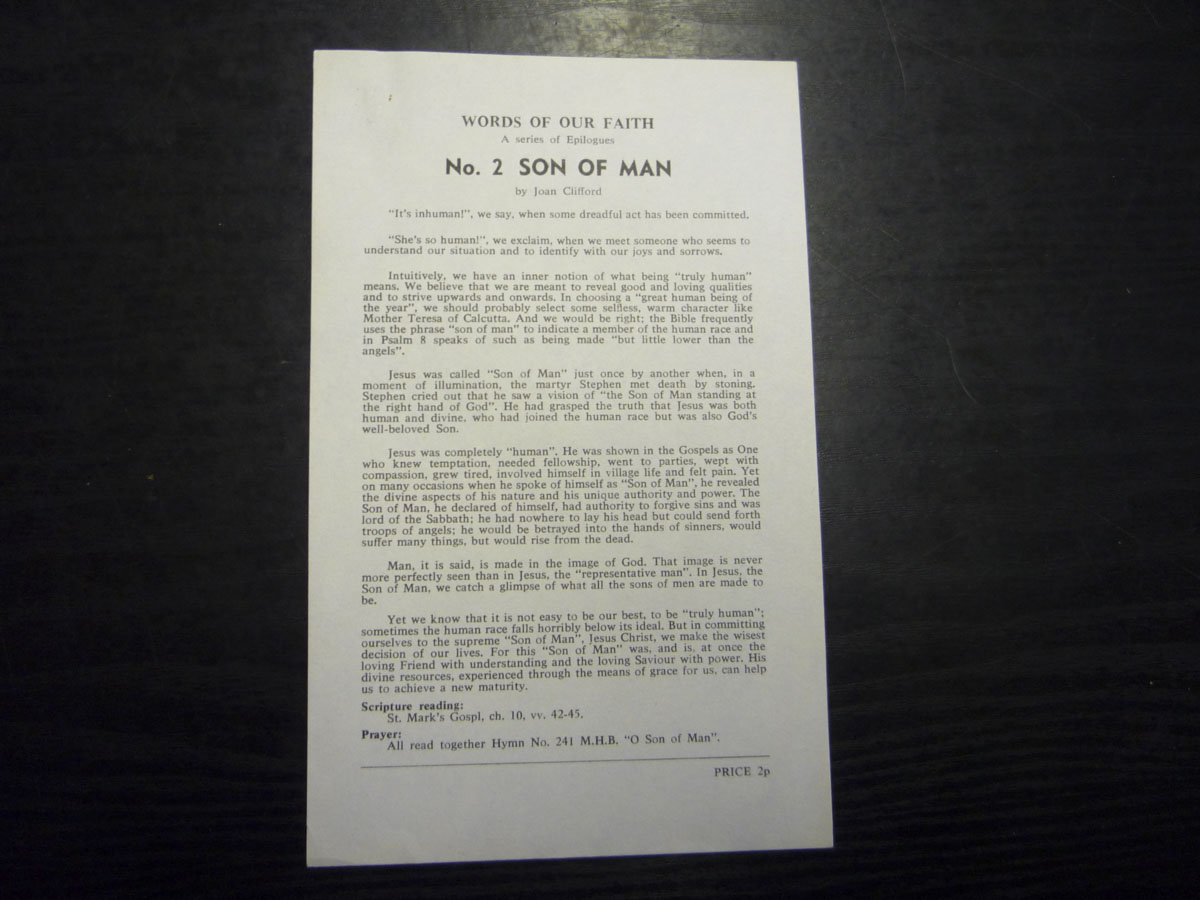 WORDS OF OUR FAITH
A series of Epilogues
No. 2 SON OF MAN
by Joan Clifford
"It's inhuman!", we say, when some dreadful act has been committed.
"She's so human!", we exclaim, when we meet someone who seems to
understand our situation and to identify with our joys and sorrows.
Intuitively, we have an inner notion of what being "truly human"
means. We believe that we are meant to reveal good and loving qualities
and to strive upwards and onwards. In choosing a "great human being of
the year", we should probably select some selfless, warm character like
Mother Teresa of Calcutta. And we would be right; the Bible frequently
uses the phrase "son of man" to indicate a member of the human race and
in Psalm 8 speaks of such as being made "but little lower than the
angels".
Jesus was called "Son of Man" just once by another when, in a
moment of illumination, the martyr Stephen met death by stoning.
Stephen cried out that he saw a vision of "the Son of Man standing at
the right hand of God". He had grasped the truth that Jesus was both
human and divine, who had joined the human race but was also God's
well-beloved Son.
Jesus was completely "human". He was shown in the Gospels as One
who knew temptation, needed fellowship, went to parties, wept with
compassion, grew tired, involved himself in village life and felt pain. Yet
on many occasions when he spoke of himself as "Son of Man", he revealed
the divine aspects of his nature and his unique authority and power. The
Son of Man, he declared of himself, had authority to forgive sins and was
lord of the Sabbath; he had nowhere to lay his head but could send forth
troops of angels; he would be betrayed into the hands of sinners, would
suffer many things, but would rise from the dead.
Man, it is said, is made in the image of God. That image is never
more perfectly seen than in Jesus, the "representative man". In Jesus, the
Son of Man, we catch a glimpse of what all the sons of men are made to
be.
Yet we know that it is not easy to be our best, to be "truly human";
sometimes the human race falls horribly below its ideal. But in committing
ourselves to the supreme "Son of Man", Jesus Christ, we make the wisest
decision of our lives. For this "Son of Man" was, and is, at once the
loving Friend with understanding and the loving Saviour with power. His
divine resources, experienced through the means of grace for us, can help
us to achieve a new maturity.
Scripture reading:
St. Mark's Gospl, ch. 10, vv. 42-45.
Prayer:
All read together Hymn No. 241 M.H.B. "O Son of Man".
PRICE 2p